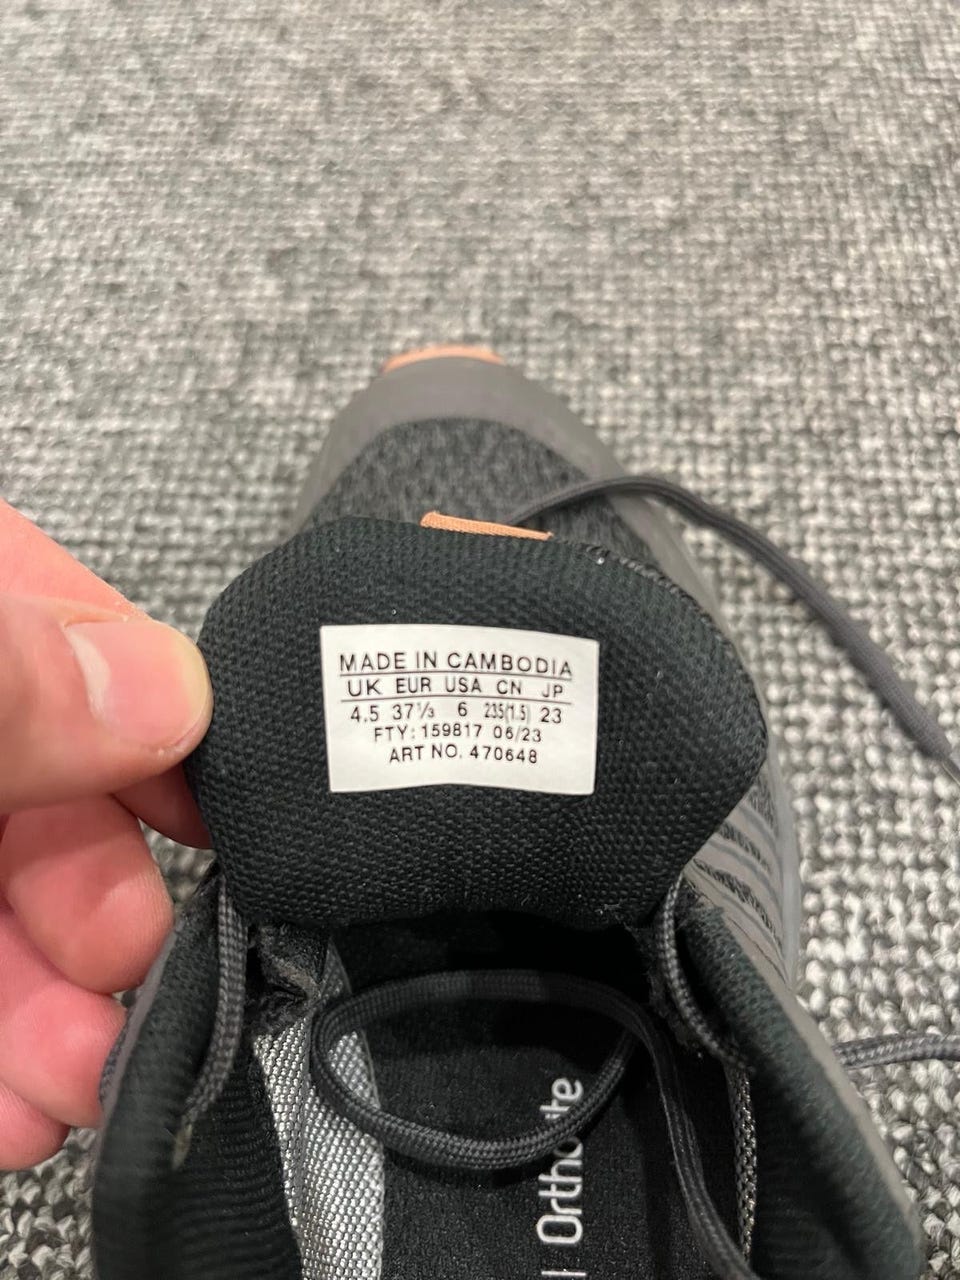 MADE IN CAMBODIA
UK EUR USA CN JP
4.5 37⅓ 6 235(1.5) 23
FTY: 159817 06/23
ART NO. 470648